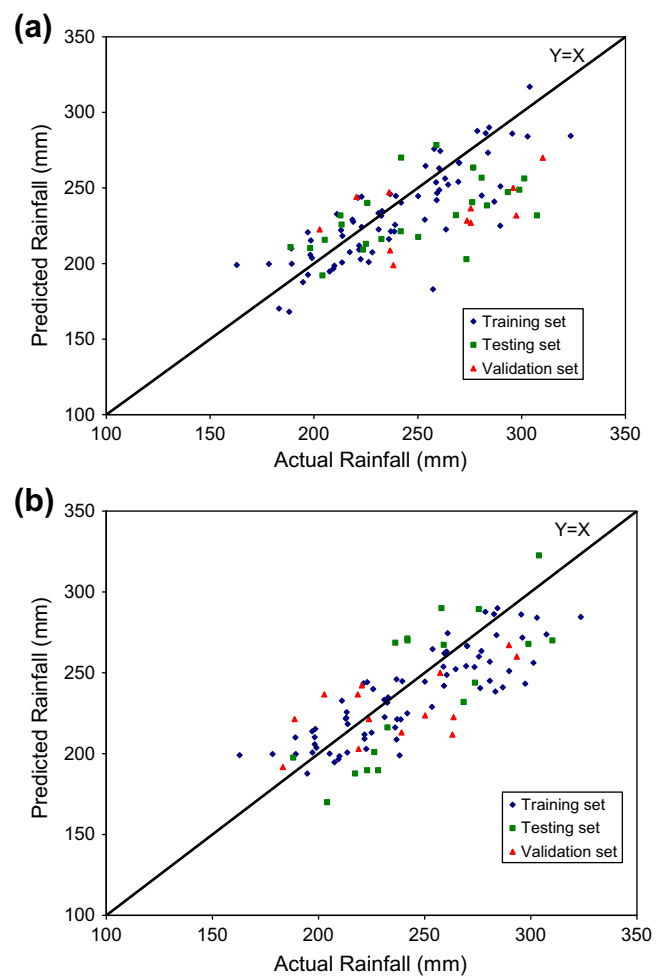 (a)
350
300
250
200
150
100
Predicted Rainfall (mm)
Y=X
Training set
Testing set
Validation set
100 150 200 250 300 350
Actual Rainfall (mm)
(b)
350
300
250
200
150
100
Predicted Rainfall (mm)
Y=X
Training set
Testing set
Validation set
100 150 200 250 300 350
Actual Rainfall (mm)